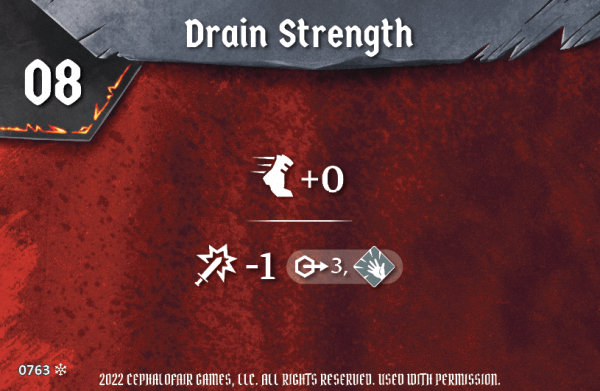 Drain Strength
08
+0
-1 3,
0763
2022 CEPHALOFAIR GAMES, LLC. ALL RIGHTS RESERVED. USED WITH PERMISSION.